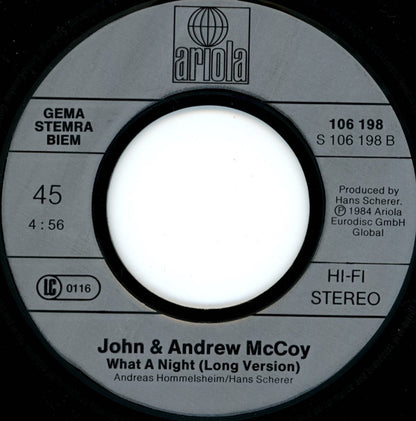 ariola
GEMA
STEMRA
BIEM
106 198
S 106 198 B
45
4 : 56
Produced by
Hans Scherer.
Ⓟ 1984 Ariola
Eurodisc GmbH
Global
LC 0116
HI-FI
STEREO
John & Andrew McCoy
What A Night (Long Version)
Andreas Hommelsheim/Hans Scherer